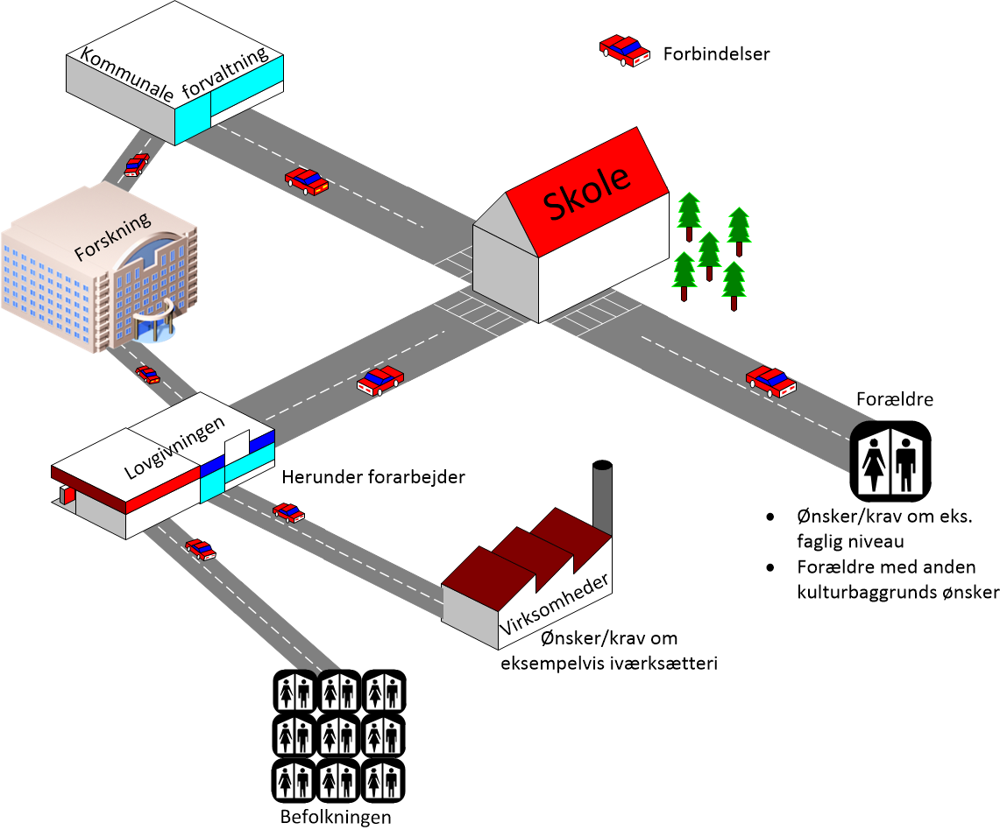 Kommunale
forvaltning
Forbindelser
Skole
Forskning
Forældre
Lovgivningen
Herunder forarbejder
• Ønsker/krav om eks.
faglig niveau
• Forældre med anden
kulturbaggrunds ønsker
Virksomheder
Ønsker/krav om
eksempelvis iværksætteri
Befolkningen